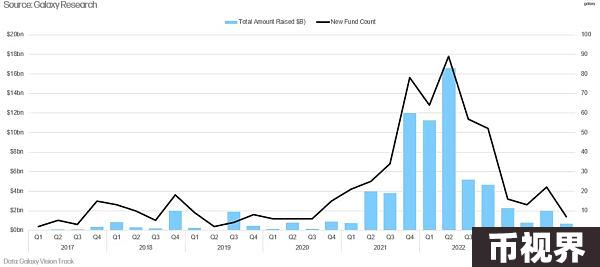 Source: Galaxy Research
galaxy
Total Amount Raised $B) New Fund Count
$20bn 100
$18bn 90
$16bn 80
$14bn 70
$12bn 60
$10bn 50
$8bn 40
$6bn 30
$4bn 20
$2bn 10
$0bn
Q1 Q2 Q3 Q4 Q1 Q2 Q3 Q4 Q1 Q2 Q3 Q4 Q1 Q2 Q3 Q4 Q1 Q2 Q3 Q4 Q1 Q2 Q3
2017 2018 2019 2020 2021 2022
Data: Galaxy Vision Track
币视界